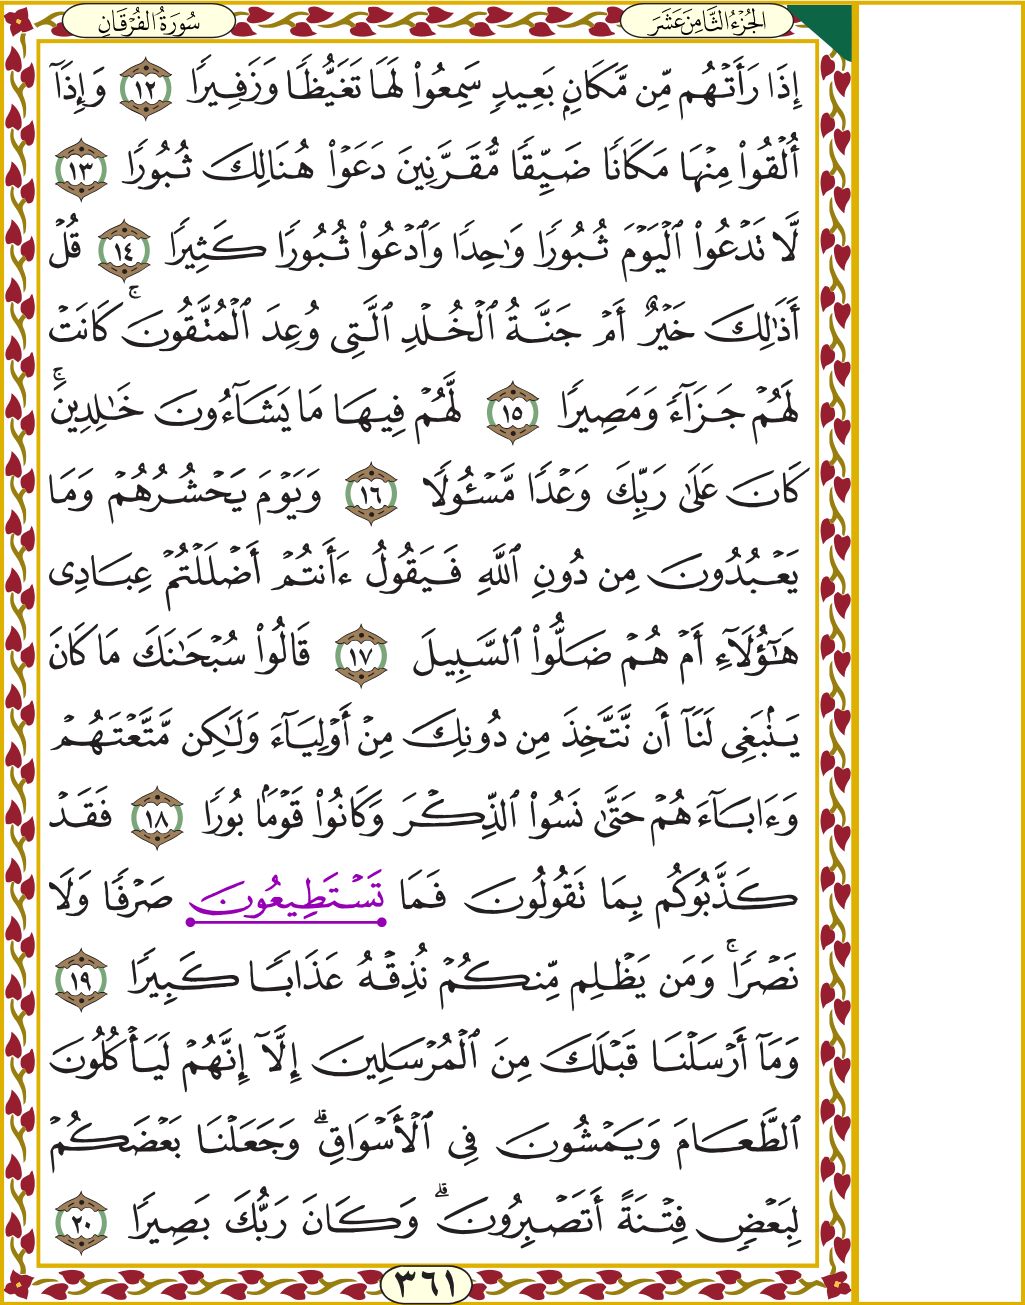 الجُزْءُ الثَّامِنَ عَشَرَ
سُورَةُ الفُرْقَانِ
إِذَا رَأَتْهُم مِّن مَّكَانِۭ بَعِيدٖ سَمِعُواْ لَهَا تَغَيُّظٗا وَزَفِيرٗا ١٢ وَإِذَآ
أُلْقُواْ مِنْهَا مَكَانٗا ضَيِّقٗا مُّقَرَّنِينَ دَعَوْاْ هُنَالِكَ ثُبُورٗا ١٣
لَّا تَدْعُواْ ٱلْيَوْمَ ثُبُورٗا وَٰحِدٗا وَٱدْعُواْ ثُبُورٗا كَثِيرٗا ١٤ قُلْ
أَذَٰلِكَ خَيْرٌ أَمْ جَنَّةُ ٱلْخُلْدِ ٱلَّتِى وُعِدَ ٱلْمُتَّقُونَۚ كَانَتْ
لَهُمْ جَزَآءٗ وَمَصِيرٗا ١٥ لَّهُمْ فِيهَا مَا يَشَآءُونَ خَٰلِدِينَۚ
كَانَ عَلَىٰ رَبِّكَ وَعْدٗا مَّسْـُٔولٗا ١٦ وَيَوْمَ يَحْشُرُهُمْ وَمَا
يَعْبُدُونَ مِن دُونِ ٱللَّهِ فَيَقُولُ ءَأَنتُمْ أَضْلَلْتُمْ عِبَادِى
هَٰٓؤُلَآءِ أَمْ هُمْ ضَلُّواْ ٱلسَّبِيلَ ١٧ قَالُواْ سُبْحَٰنَكَ مَا كَانَ
يَنۢبَغِى لَنَآ أَن نَّتَّخِذَ مِن دُونِكَ مِنْ أَوْلِيَآءَ وَلَٰكِن مَّتَّعْتَهُمْ
وَءَابَآءَهُمْ حَتَّىٰ نَسُواْ ٱلذِّكْرَ وَكَانُواْ قَوْمَۢا بُورٗا ١٨ فَقَدْ
كَذَّبُوكُم بِمَا تَقُولُونَ فَمَا تَسْتَطِيعُونَ صَرْفٗا وَلَا
نَصْرٗاۚ وَمَن يَظْلِم مِّنكُمْ نُذِقْهُ عَذَابٗا كَبِيرٗا ١٩
وَمَآ أَرْسَلْنَا قَبْلَكَ مِنَ ٱلْمُرْسَلِينَ إِلَّآ إِنَّهُمْ لَيَأْكُلُونَ
ٱلطَّعَامَ وَيَمْشُونَ فِى ٱلْأَسْوَاقِۗ وَجَعَلْنَا بَعْضَكُمْ
لِبَعْضٖ فِتْنَةً أَتَصْبِرُونَۗ وَكَانَ رَبُّكَ بَصِيرٗا ٢٠
٣٦١